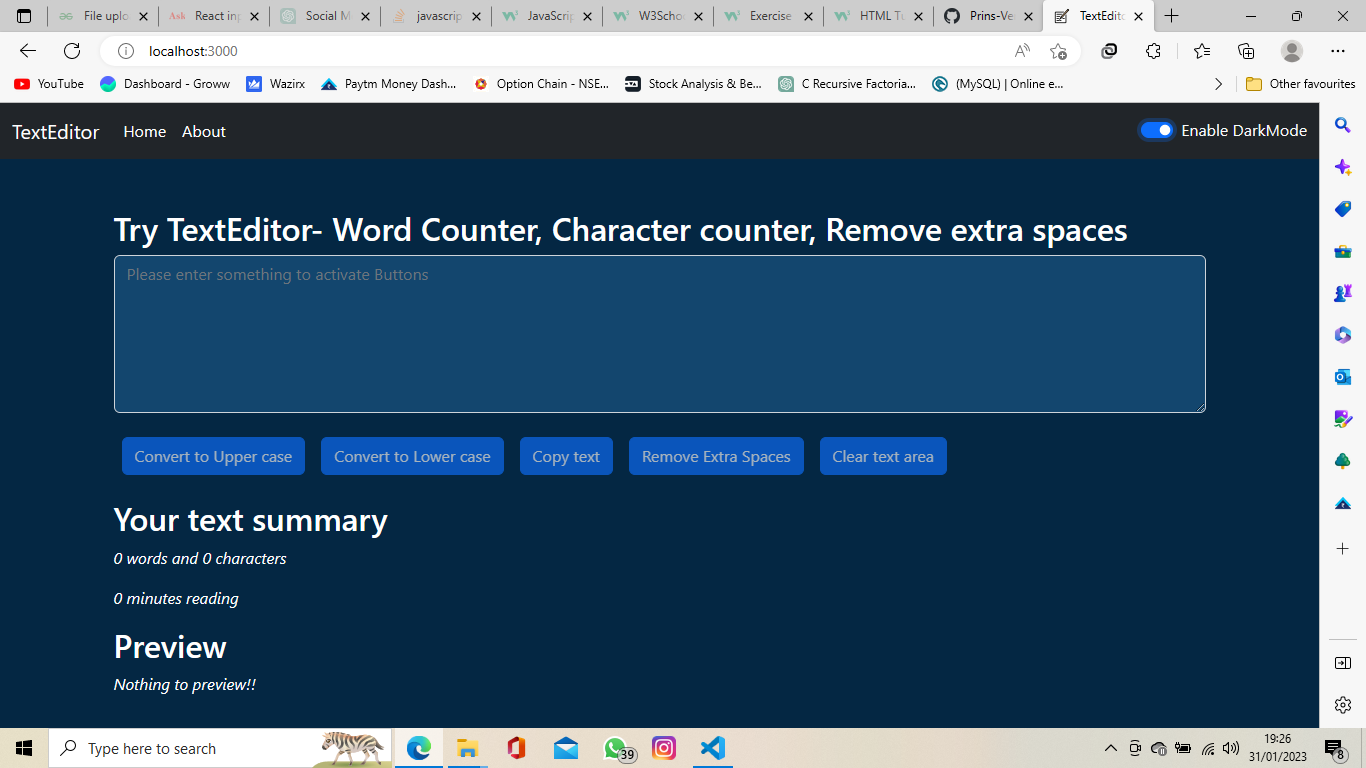 File uplo
Ask React in
Social M
javascrip
JavaScrip
W3Scho
Exercise
HTML Tu
Prins-Ve
TextEdito
localhost:3000
YouTube
Dashboard - Groww
Wazirx
Paytm Money Dash...
Option Chain - NSE...
Stock Analysis & Be...
C Recursive Factoria...
(MySQL) | Online e...
Other favourites
TextEditor
Home
About
Enable DarkMode
Try TextEditor- Word Counter, Character counter, Remove extra spaces
Please enter something to activate Buttons
Convert to Upper case
Convert to Lower case
Copy text
Remove Extra Spaces
Clear text area
Your text summary
0 words and 0 characters
0 minutes reading
Preview
Nothing to preview!!
Type here to search
39
19:26
31/01/2023
8